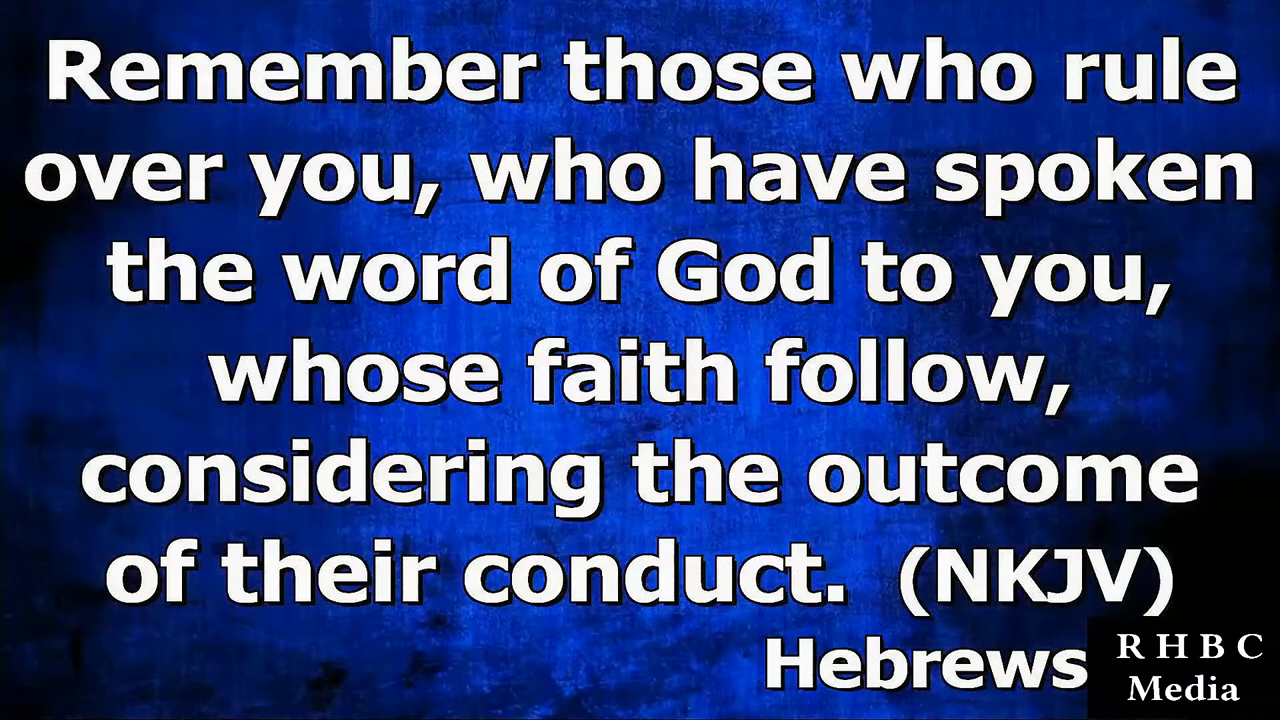 Remember those who rule
over you, who have spoken
the word of God to you,
whose faith follow,
considering the outcome
of their conduct. (NKJV)
Hebrews
R H B C
Media